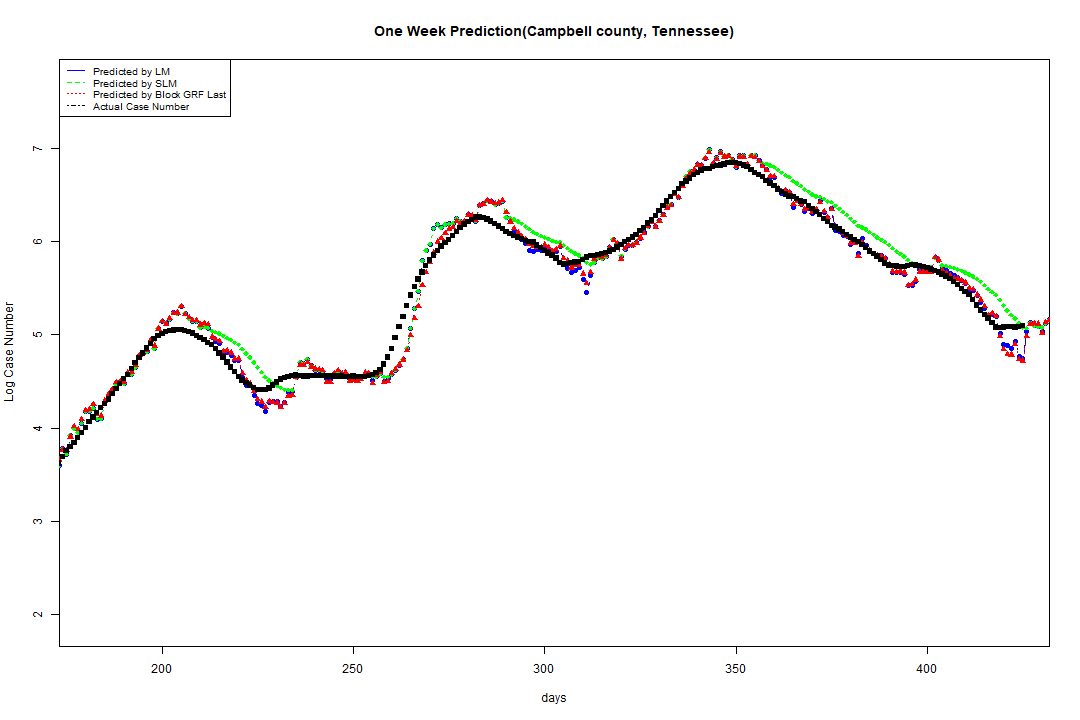 One Week Prediction(Campbell county, Tennessee)
Predicted by LM
Predicted by SLM
Predicted by Block GRF Last
Actual Case Number
7
6
5
4
3
2
Log Case Number
200 250 300 350 400
days